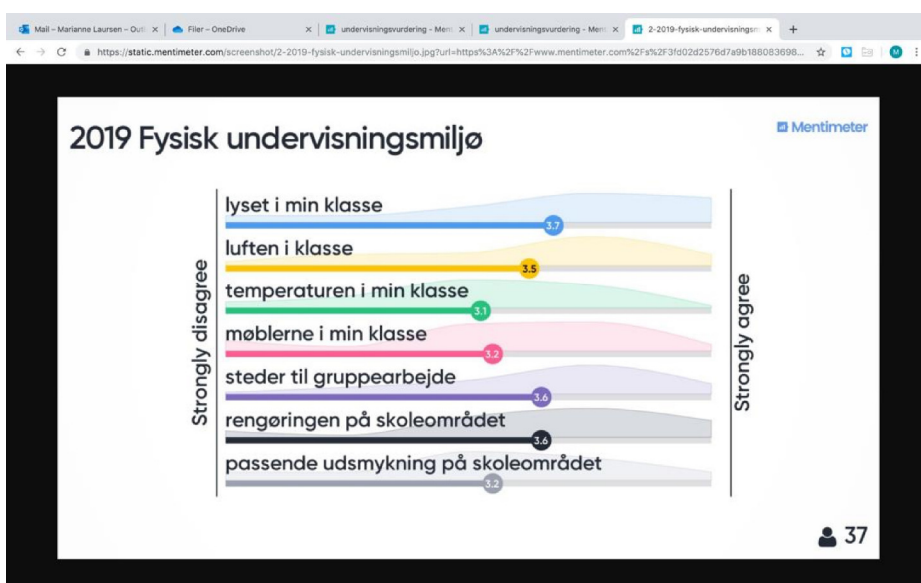 Mail – Marianne Laursen – Outl
Filer – OneDrive
undervisningsvurdering - Ment
undervisningsvurdering - Ment
2-2019-fysisk-undervisningsm
https://static.mentimeter.com/screenshot/2-2019-fysisk-undervisningsmiljo.jpg?url=https%3A%2F%2Fwww.mentimeter.com%2Fs%2F3fd02d2576d7a9b188083698...
M
2019 Fysisk undervisningsmiljø
Mentimeter
Strongly disagree
lyset i min klasse
3.7
luften i klasse
3.5
temperaturen i min klasse
3.1
møblerne i min klasse
3.2
steder til gruppearbejde
3.6
rengøringen på skoleområdet
3.6
passende udsmykning på skoleområdet
3.2
Strongly agree
37